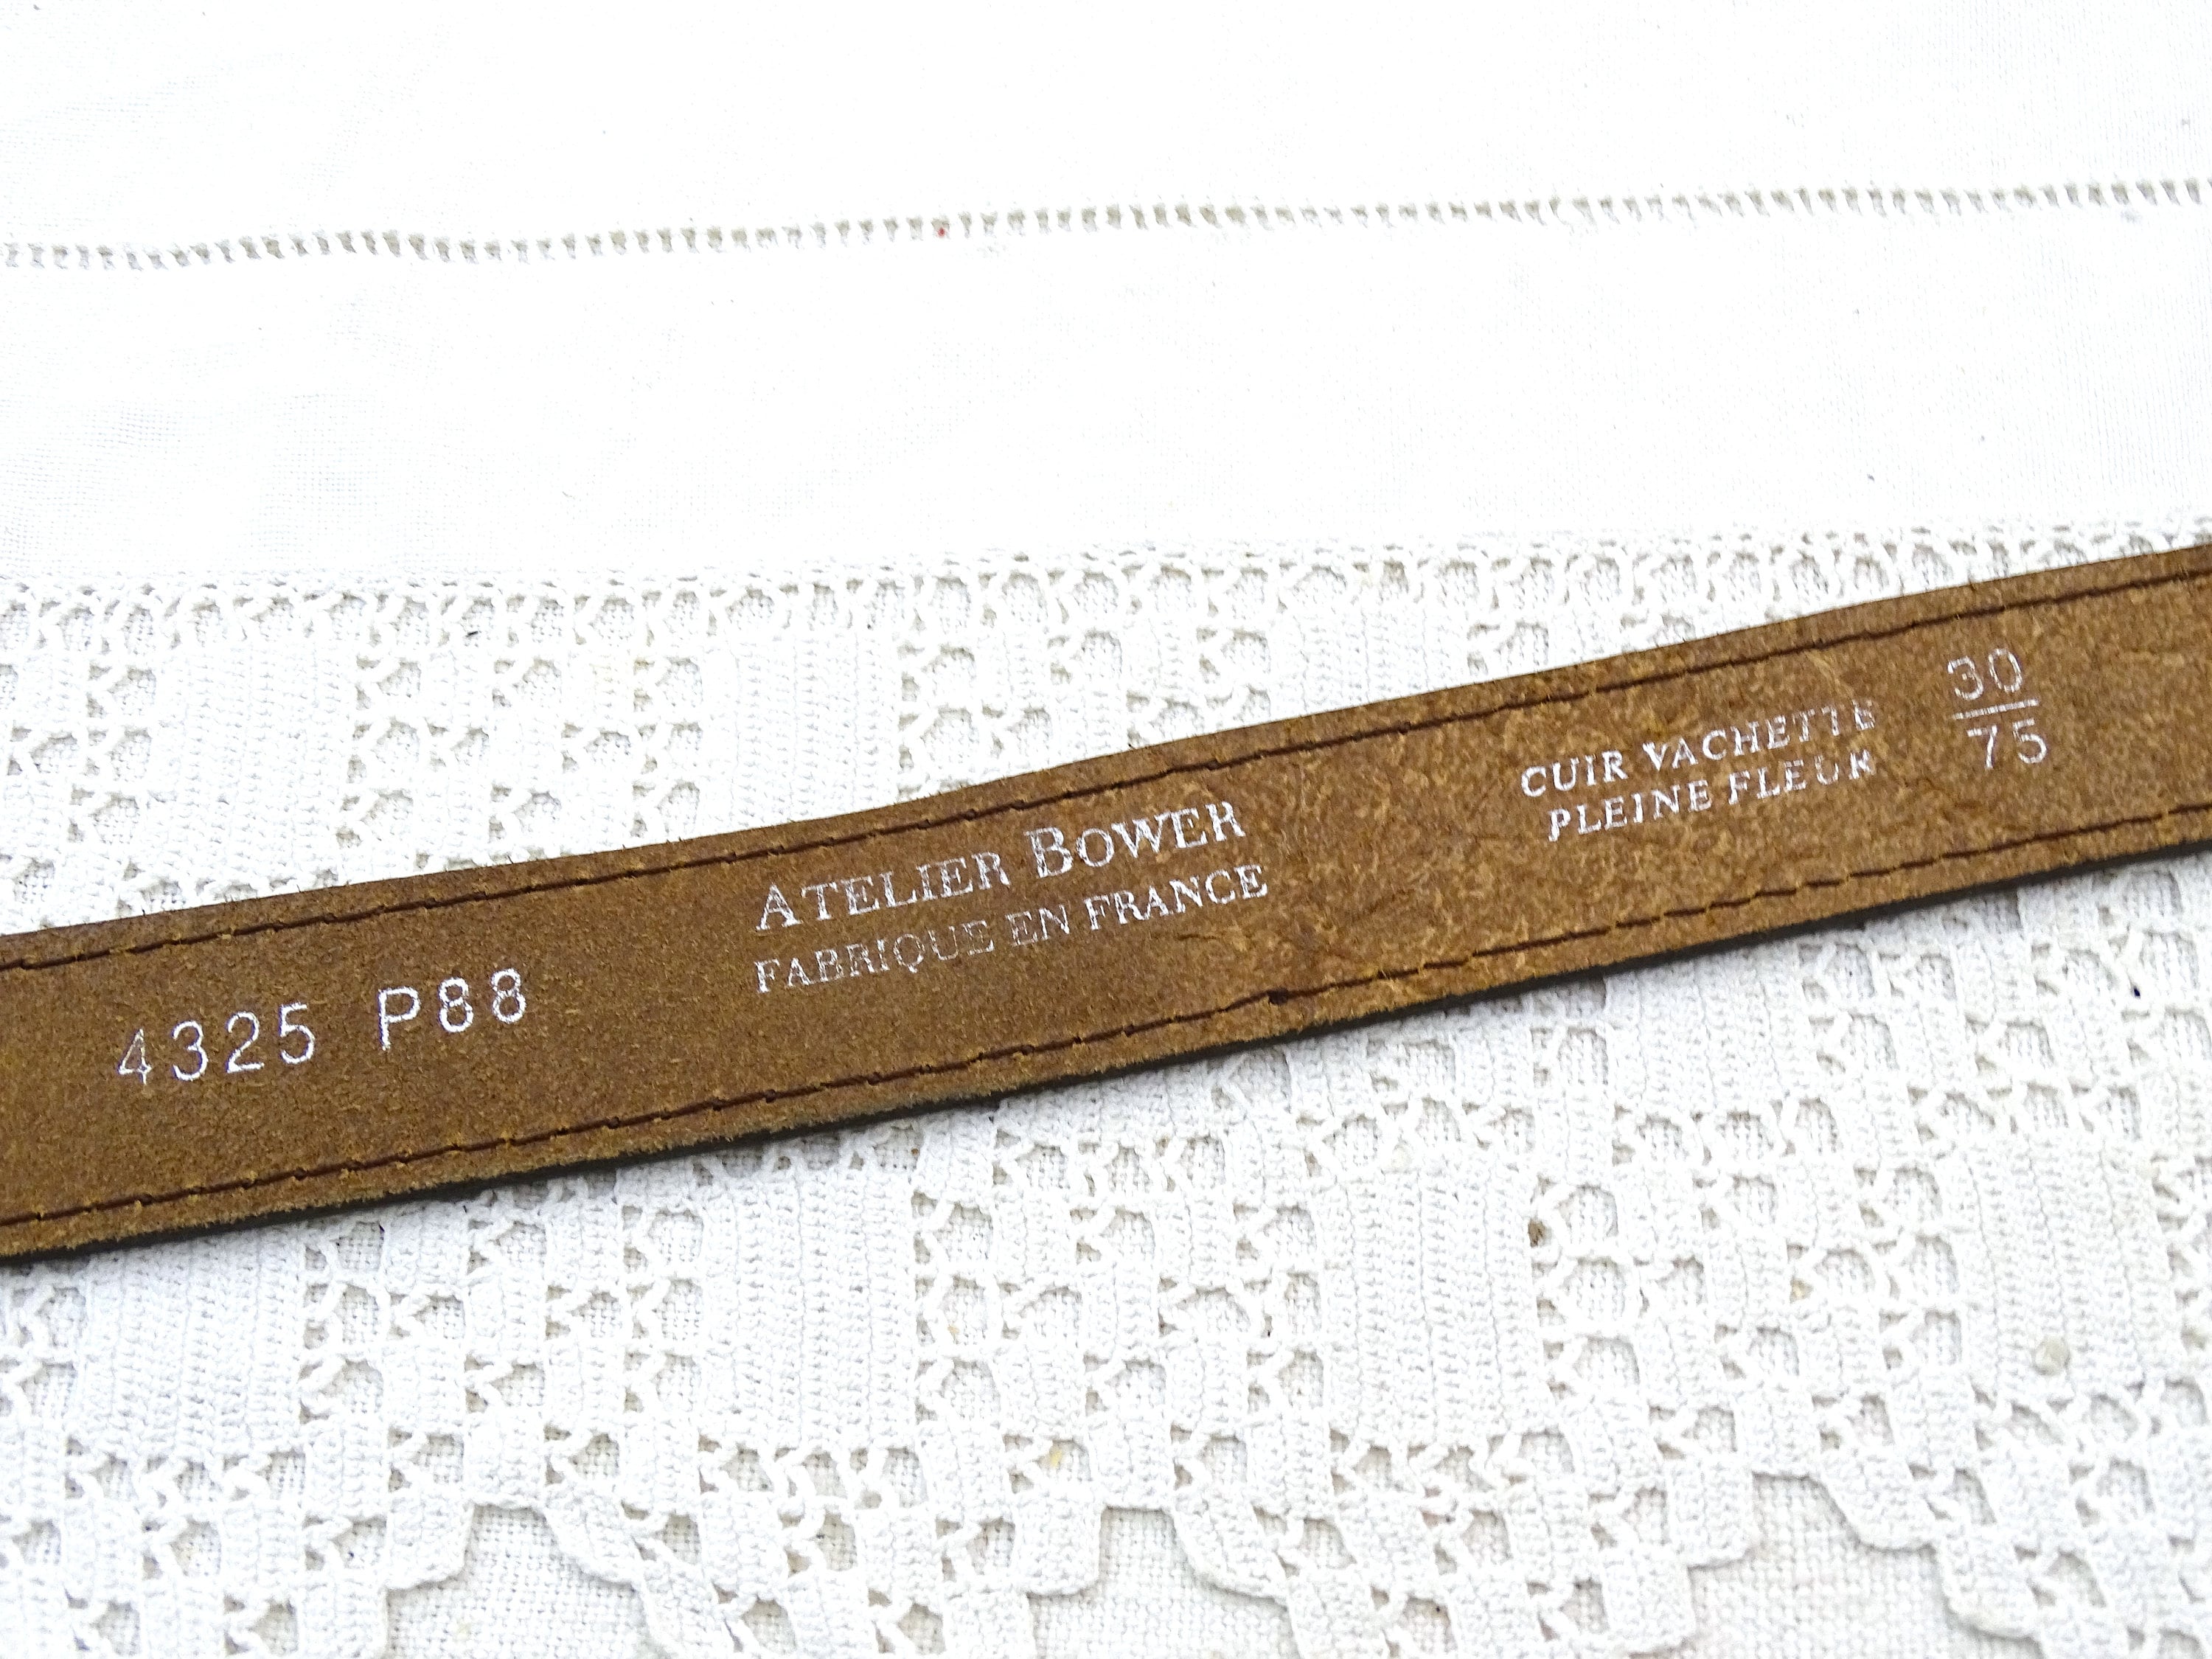 4325 P88
ATELIER BOWER
FABRIQUE EN FRANCE
CUIR VACHETTE
PLEINE FLEUR
30
75